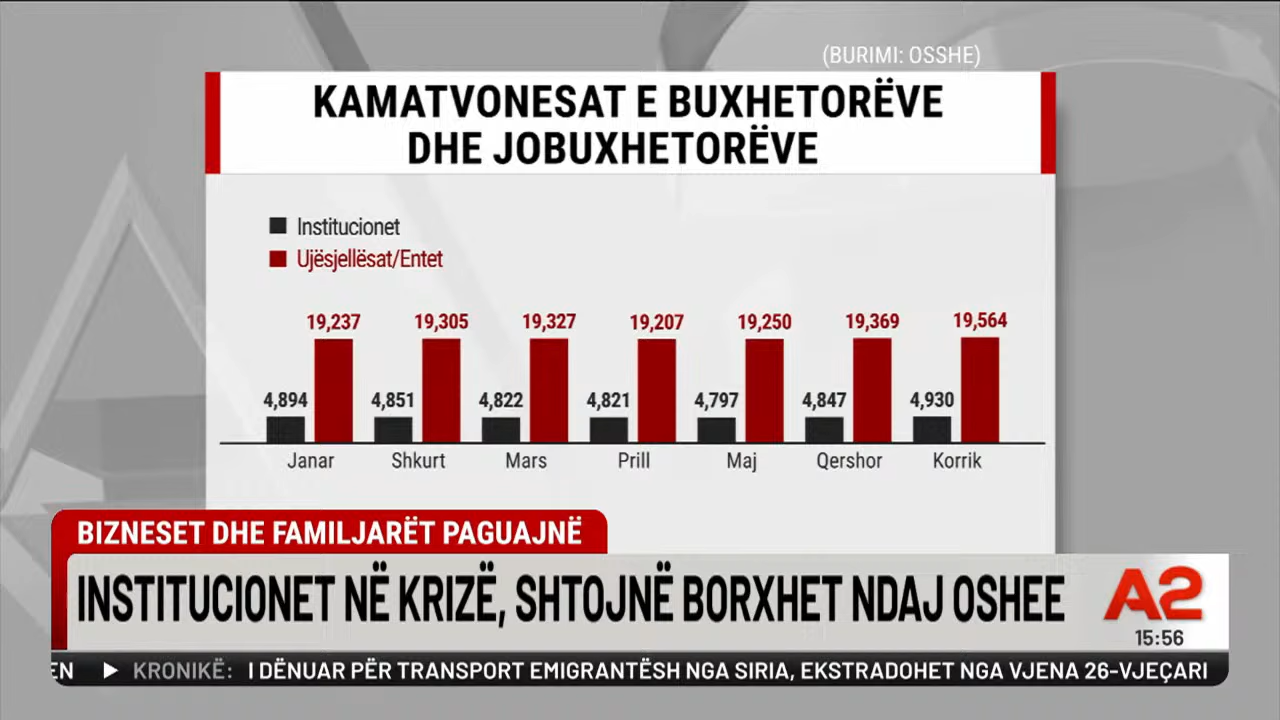 (BURIMI: OSSHE)
KAMATVONESAT E BUXHETORËVE
DHE JOBUXHETORËVE
Institucionet
Ujësjellësat/Entet
4,894 19,237 4,851 19,305 4,822 19,327 4,821 19,207 4,797 19,250 4,847 19,369 4,930 19,564
Janar Shkurt Mars Prill Maj Qershor Korrik
BIZNESET DHE FAMILJARËT PAGUAJNË
INSTITUCIONET NË KRIZË, SHTOJNË BORXHET NDAJ OSHEE
A2
15:56
EN ▶ KRONIKË: I DËNUAR PËR TRANSPORT EMIGRANTËSH NGA SIRIA, EKSTRADOHET NGA VJENA 26-VJEÇARI